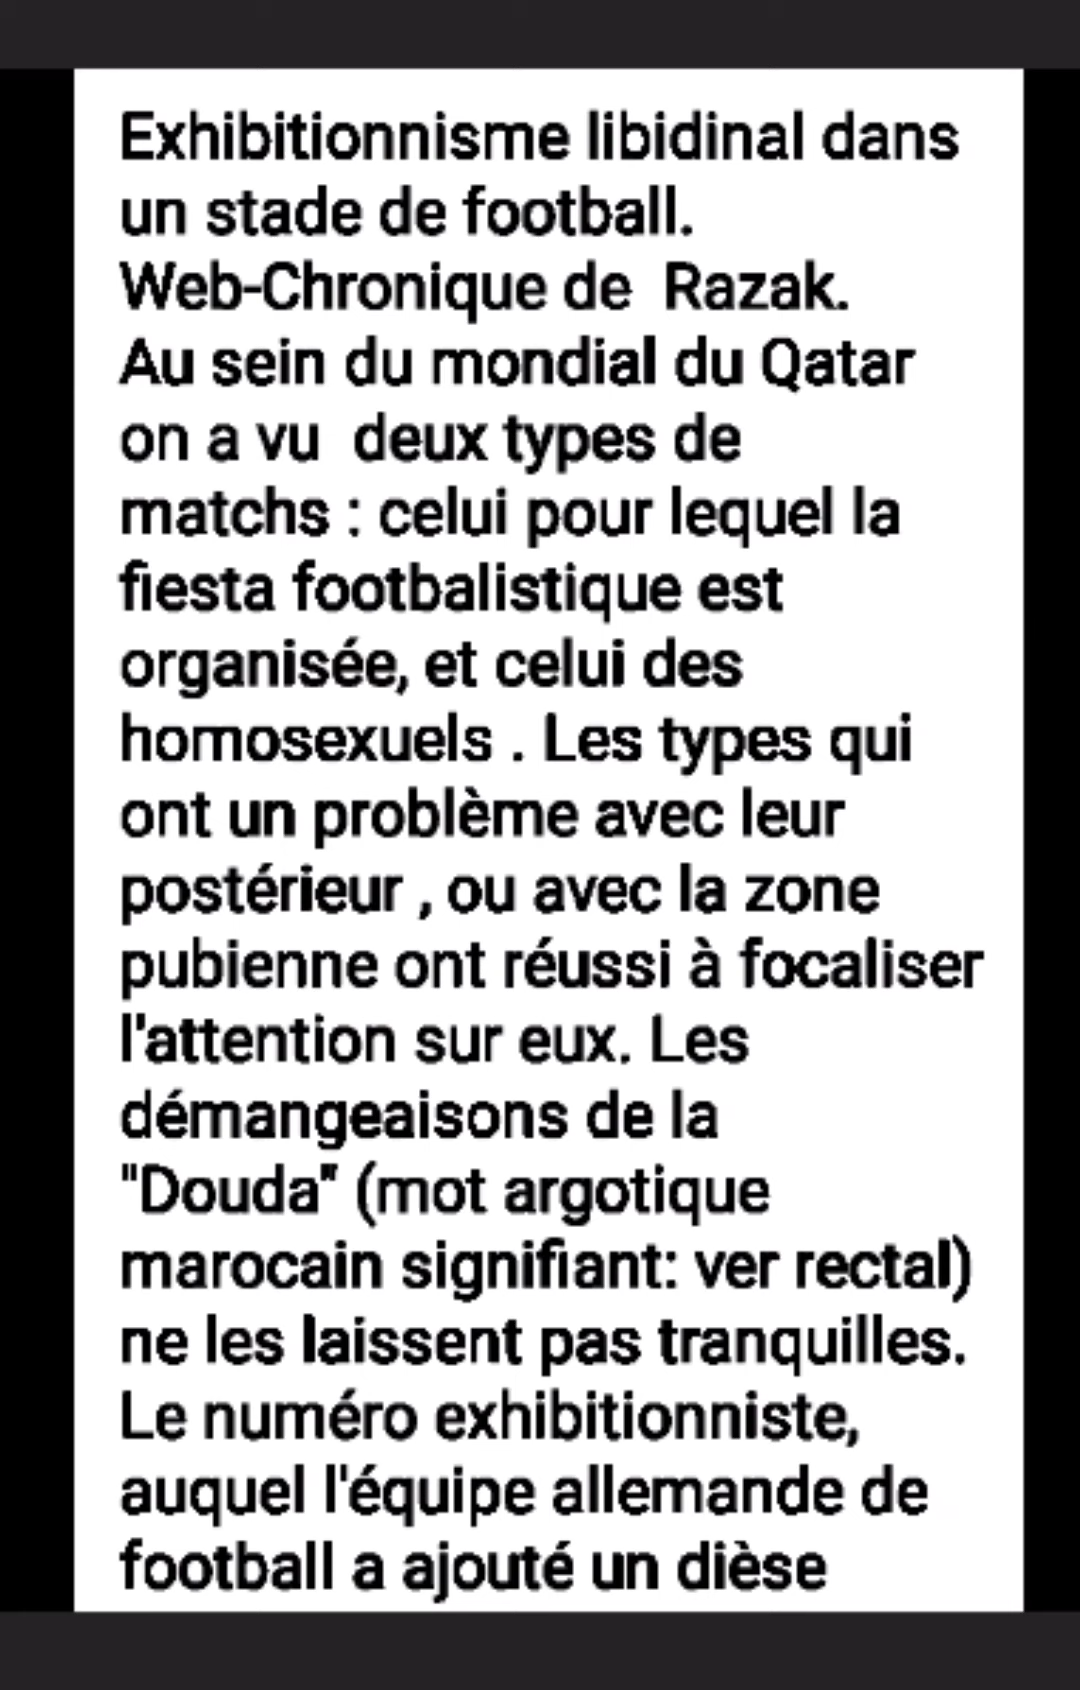 Exhibitionnisme libidinal dans
un stade de football.
Web-Chronique de  Razak.
Au sein du mondial du Qatar
on a vu  deux types de
matchs : celui pour lequel la
fiesta footbalistique est
organisée, et celui des
homosexuels . Les types qui
ont un problème avec leur
postérieur , ou avec la zone
pubienne ont réussi à focaliser
l'attention sur eux. Les
démangeaisons de la
"Douda" (mot argotique
marocain signifiant: ver rectal)
ne les laissent pas tranquilles.
Le numéro exhibitionniste,
auquel l'équipe allemande de
football a ajouté un dièse